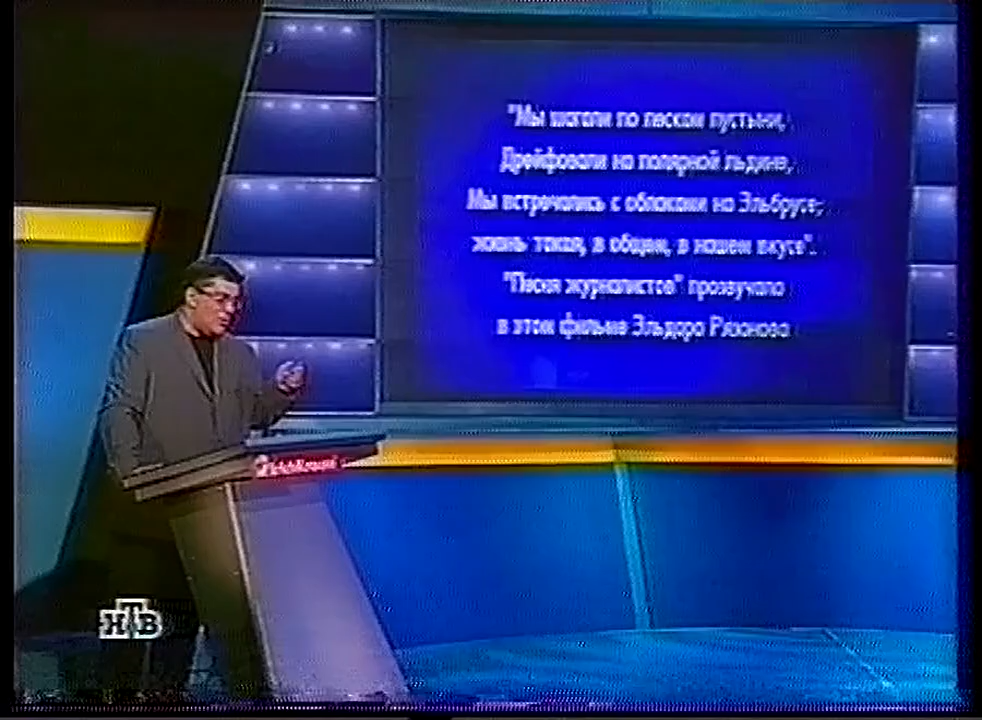 "Мы шагали по пескам пустыни,
Дрейфовали на полярной льдине,
Мы встречались с облаками на Эльбрусе;
жизнь такая, в общем, в нашем вкусе".
"Песня журналистов" прозвучала
в этом фильме Эльдара Рязанова
НТВ